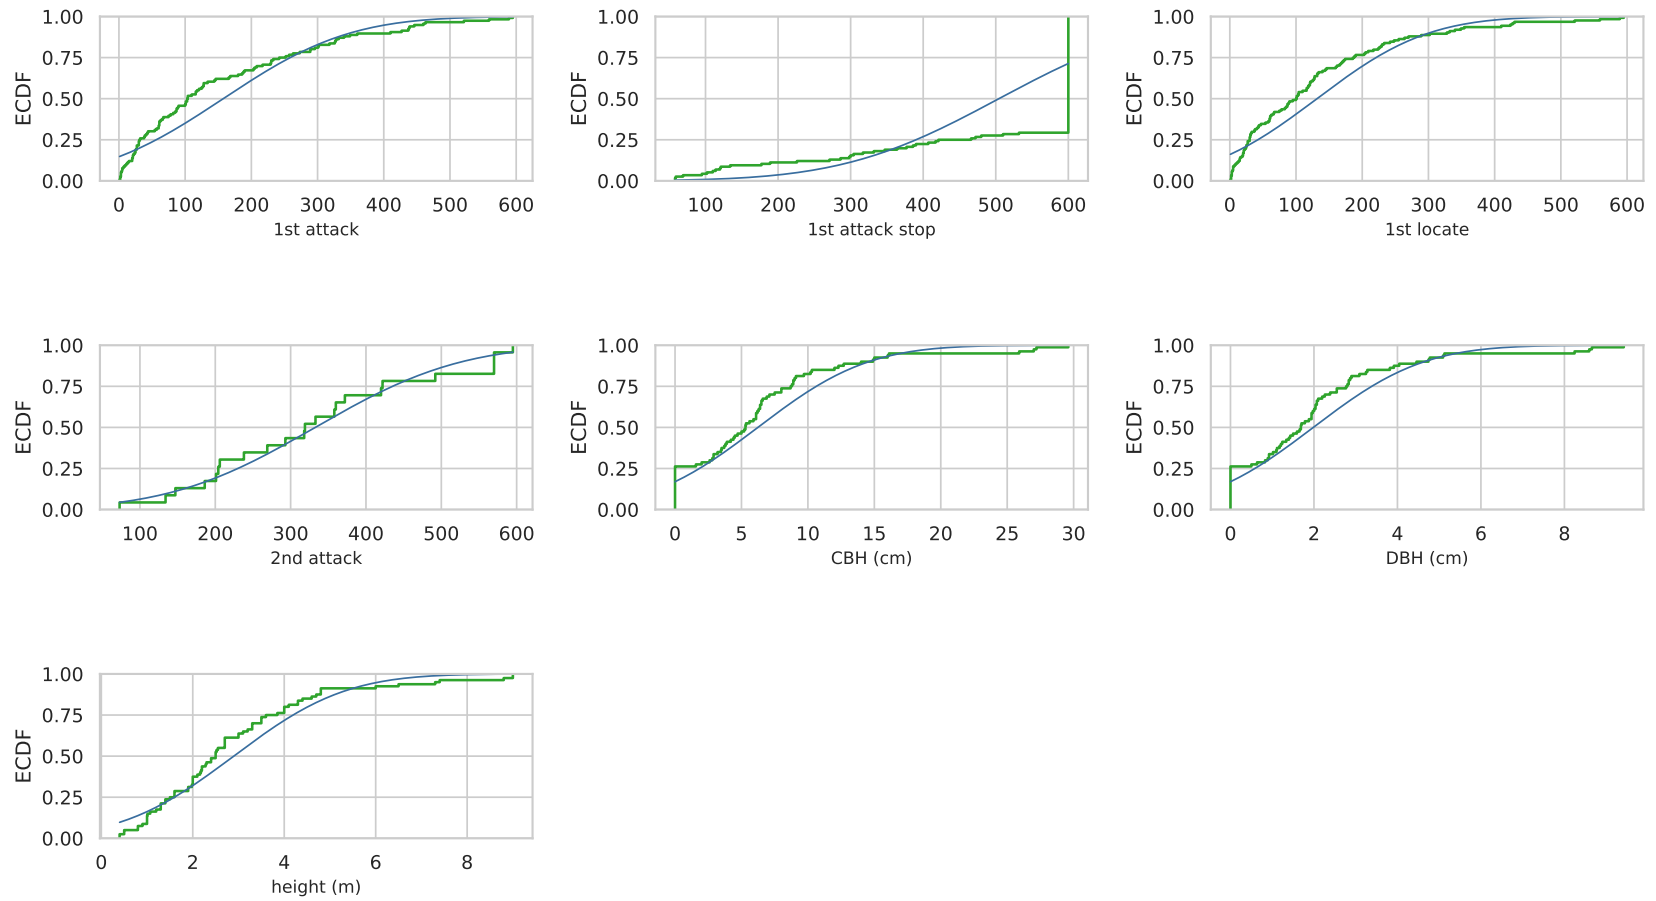 1.00 1.00 1.00
0.75 0.75 0.75
ECDF ECDF ECDF
0.50 0.50 0.50
0.25 0.25 0.25
0.00 0.00 0.00
0 100 200 300 400 500 600 100 200 300 400 500 600 0 100 200 300 400 500 600
1st attack 1st attack stop 1st locate
1.00 1.00 1.00
0.75 0.75 0.75
ECDF ECDF ECDF
0.50 0.50 0.50
0.25 0.25 0.25
0.00 0.00 0.00
100 200 300 400 500 600 0 5 10 15 20 25 30 0 2 4 6 8
2nd attack CBH (cm) DBH (cm)
1.00
0.75
ECDF
0.50
0.25
0.00
0 2 4 6 8
height (m)